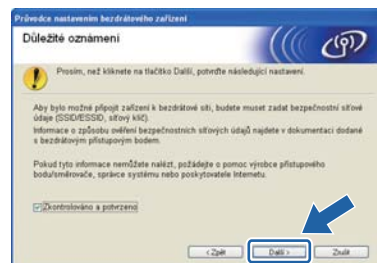 Průvodce nastavením bezdrátového zařízení
Důležité oznámení
Prosím, než kliknete na tlačítko Další, potvrďte následující nastavení.
Aby bylo možné připojit zařízení k bezdrátové síti, budete muset zadat bezpečnostní síťové
údaje (SSID/ESSID, síťový klíč).
Informace o způsobu ověření bezpečnostních síťových údajů najdete v dokumentaci dodané
s bezdrátovým přístupovým bodem.
Pokud tyto informace nemůžete nalézt, požádejte o pomoc výrobce přístupového
bodu/směrovače, správce systému nebo poskytovatele Internetu.
Zkontrolováno a potvrzeno
< Zpět
Další >
Zrušit